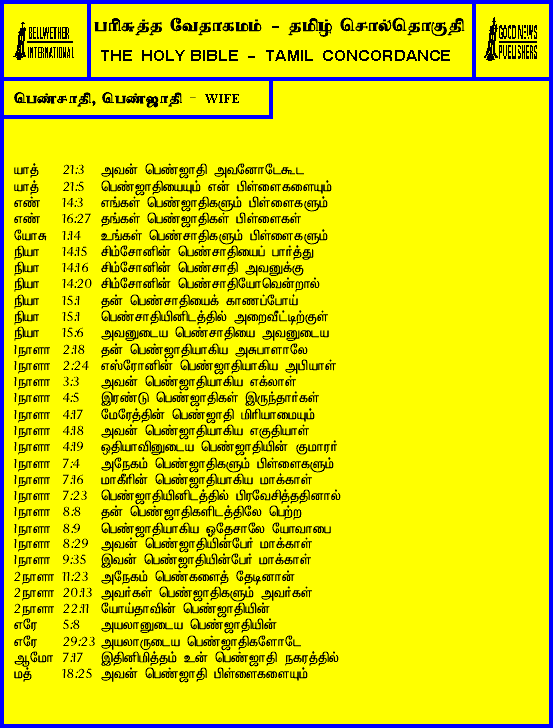 BELLWETHER
INTERNATIONAL
பரிசுத்த வேதாகமம் - தமிழ் சொல்தொகுதி
THE HOLY BIBLE - TAMIL CONCORDANCE
GOOD NEWS
PUBLISHERS
பெண்சாதி, பெண்ஜாதி - WIFE
யாத் 21:3 அவன் பெண்ஜாதி அவனோடேகூட
யாத் 21:5 பெண்ஜாதியையும் என் பிள்ளைகளையும்
எண் 14:3 எங்கள் பெண்ஜாதிகளும் பிள்ளைகளும்
எண் 16:27 தங்கள் பெண்ஜாதிகள் பிள்ளைகள்
யோசு 1:14 உங்கள் பெண்சாதிகளும் பிள்ளைகளும்
நியா 14:15 சிம்சோனின் பெண்சாதியைப் பார்த்து
நியா 14:16 சிம்சோனின் பெண்சாதி அவனுக்கு
நியா 14:20 சிம்சோனின் பெண்சாதியோவென்றால்
நியா 15:1 தன் பெண்சாதியைக் காணப்போய்
நியா 15:1 பெண்சாதியினிடத்தில் அறைவீட்டிற்குள்
நியா 15:6 அவனுடைய பெண்சாதியை அவனுடைய
1நாளா 2:18 தன் பெண்ஜாதியாகிய அசுபாளாலே
1நாளா 2:24 எஸ்ரோனின் பெண்ஜாதியாகிய அபியாள்
1நாளா 3:3 அவன் பெண்ஜாதியாகிய எக்லாள்
1நாளா 4:5 இரண்டு பெண்ஜாதிகள் இருந்தார்கள்
1நாளா 4:17 மேரேத்தின் பெண்ஜாதி மிரியாமையும்
1நாளா 4:18 அவன் பெண்ஜாதியாகிய எகுதியாள்
1நாளா 4:19 ஒதியாவினுடைய பெண்ஜாதியின் குமாரர்
1நாளா 7:4 அநேகம் பெண்ஜாதிகளும் பிள்ளைகளும்
1நாளா 7:16 மாகீரின் பெண்ஜாதியாகிய மாக்காள்
1நாளா 7:23 பெண்ஜாதியினிடத்தில் பிரவேசித்ததினால்
1நாளா 8:8 தன் பெண்ஜாதிகளிடத்திலே பெற்ற
1நாளா 8:9 பெண்ஜாதியாகிய ஒதேசாலே யோவாபை
1நாளா 8:29 அவன் பெண்ஜாதியின்பேர் மாக்காள்
1நாளா 9:35 இவன் பெண்ஜாதியின்பேர் மாக்காள்
2நாளா 11:23 அநேகம் பெண்களைத் தேடினான்
2நாளா 20:13 அவர்கள் பெண்ஜாதிகளும் அவர்கள்
2நாளா 22:11 யோய்தாவின் பெண்ஜாதியின்
எரே 5:8 அயலானுடைய பெண்ஜாதியின்
எரே 29:23 அயலாருடைய பெண்ஜாதிகளோடே
ஆமோ 7:17 இதினிமித்தம் உன் பெண்ஜாதி நகரத்தில்
மத் 18:25 அவன் பெண்ஜாதி பிள்ளைகளையும்